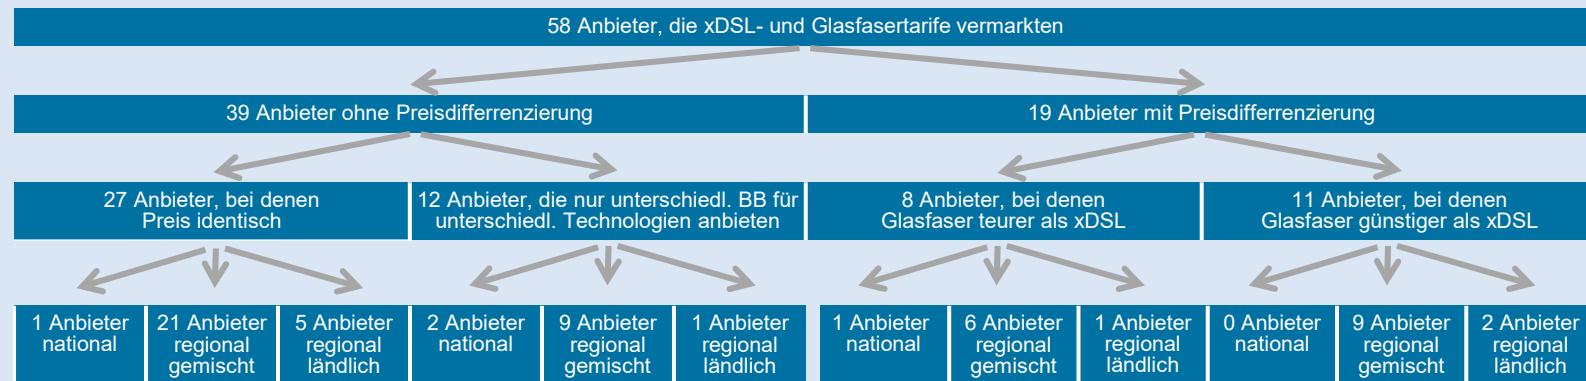 58 Anbieter, die xDSL- und Glasfasertarife vermarkten
39 Anbieter ohne Preisdifferrenzierung
19 Anbieter mit Preisdifferrenzierung
27 Anbieter, bei denen
Preis identisch
12 Anbieter, die nur unterschiedl. BB für
unterschiedl. Technologien anbieten
8 Anbieter, bei denen
Glasfaser teurer als xDSL
11 Anbieter, bei denen
Glasfaser günstiger als xDSL
1 Anbieter
national
21 Anbieter
regional
gemischt
5 Anbieter
regional
ländlich
2 Anbieter
national
9 Anbieter
regional
gemischt
1 Anbieter
regional
ländlich
1 Anbieter
national
6 Anbieter
regional
gemischt
1 Anbieter
regional
ländlich
0 Anbieter
national
9 Anbieter
regional
gemischt
2 Anbieter
regional
ländlich